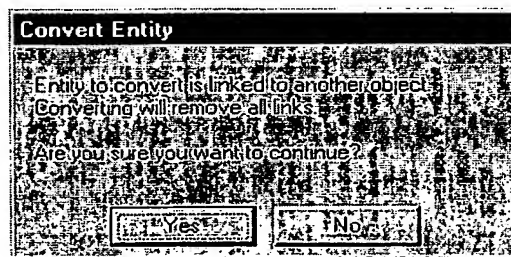 Convert Entity
Entity to convert is linked to another object.
Converting will remove all links.
Are you sure you want to continue?
Yes
No